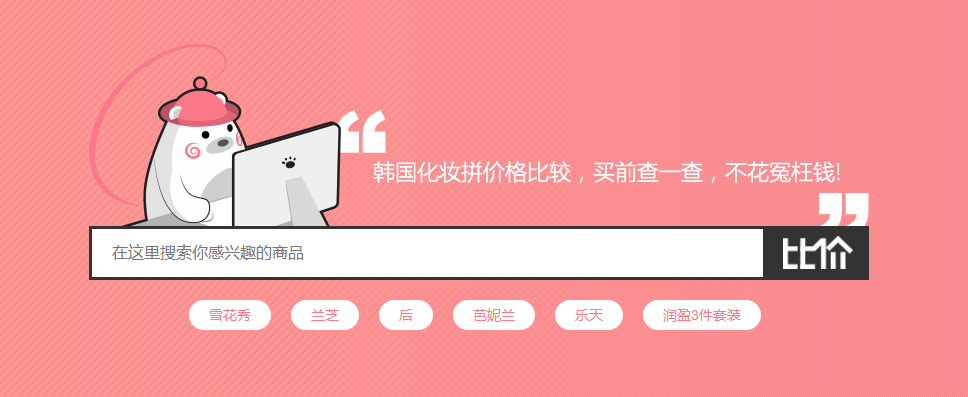 韩国化妆拼价格比较，买前查一查，不花冤枉钱!
在这里搜索你感兴趣的商品
比价
雪花秀
兰芝
后
芭妮兰
乐天
润盈3件套装